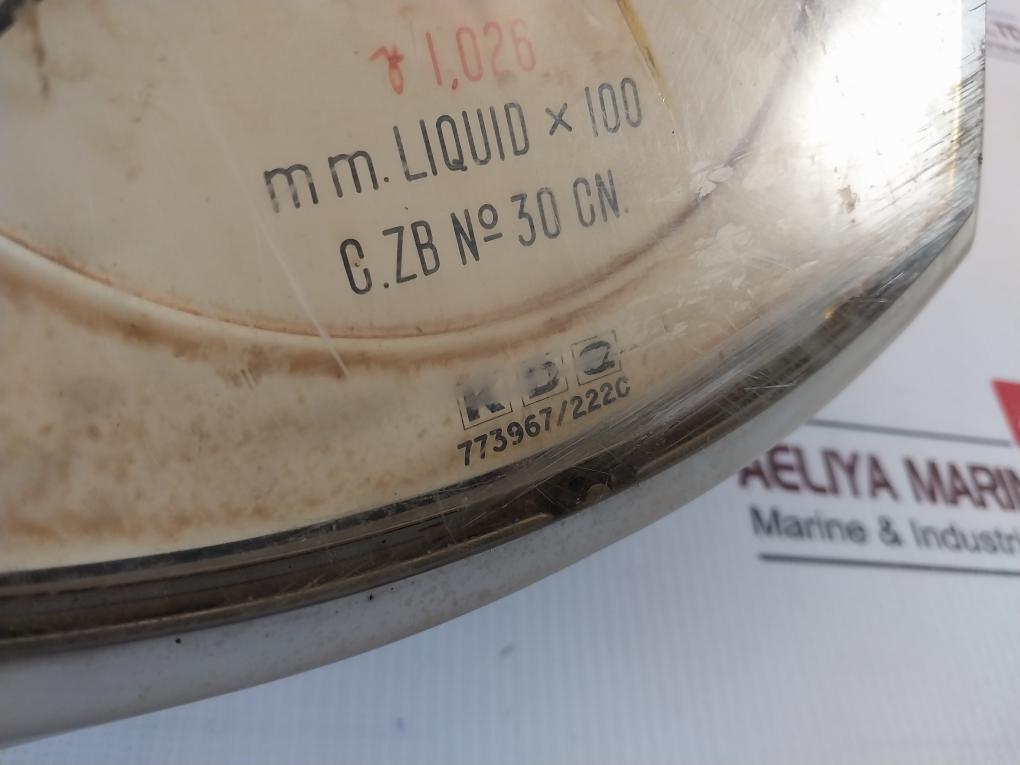 γ 1,026
mm. LIQUID × 100
C.ZB Nº 30 CN.
KDG
773967/222C
AELIYA MARIN
Marine & Industri